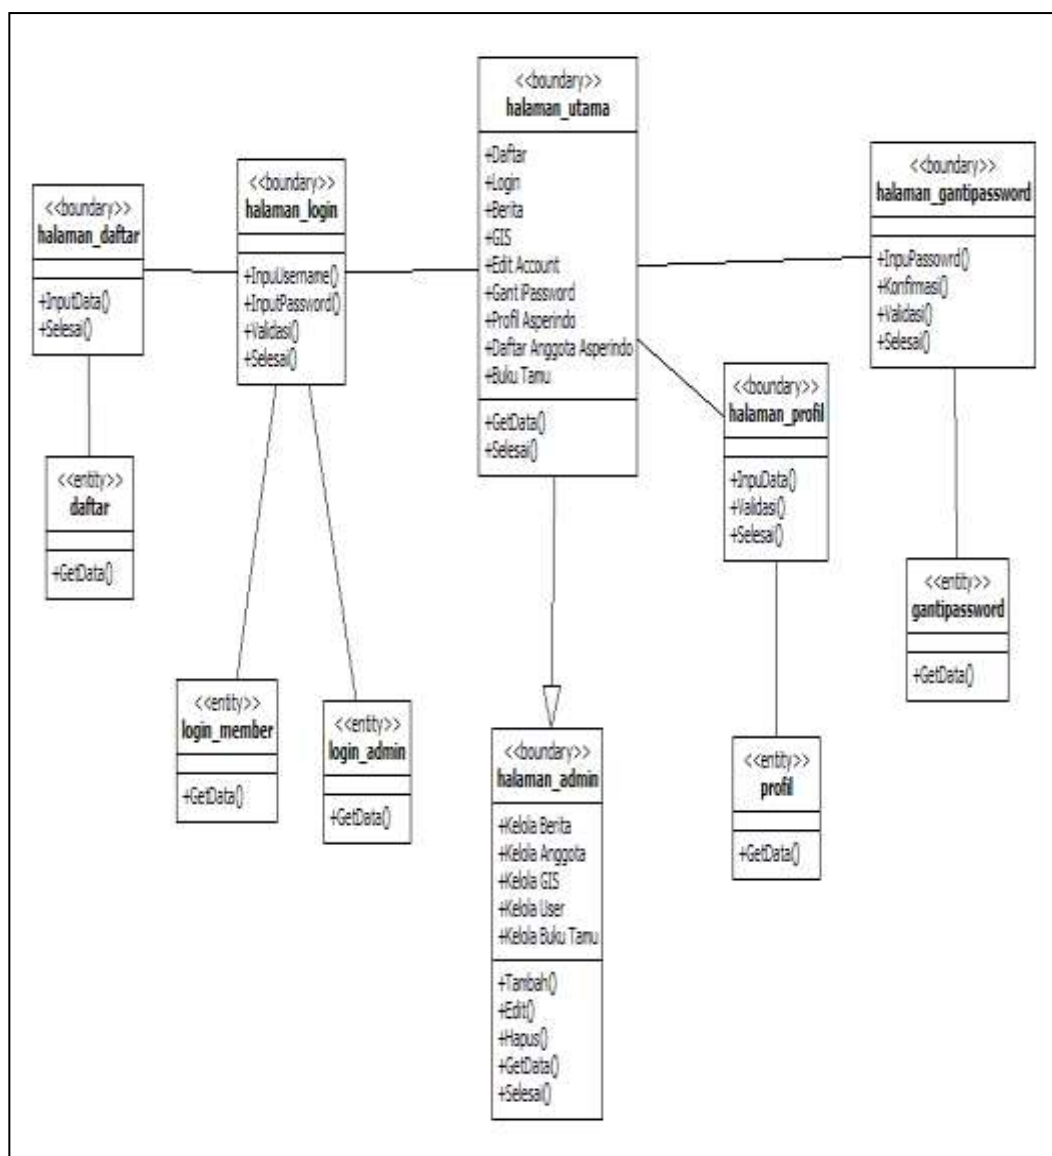 <<boundary>>
halaman_utama
+Daftar
+Login
+Berita
+GIS
+Edit Account
+Ganti Password
+Profil Asperindo
+Daftar Anggota Asperindo
+Buku Tamu
+GetData()
+Selesai()
<<boundary>>
halaman_login
+InpuUsername()
+InputPassword()
+Validasi()
+Selesai()
<<boundary>>
halaman_daftar
+InputData()
+Selesai()
<<boundary>>
halaman_gantipassword
+InpuPassowrd()
+Konfirmasi()
+Validasi()
+Selesai()
<<boundary>>
halaman_profil
+InpuData()
+Validasi()
+Selesai()
<<entity>>
daftar
+GetData()
<<entity>>
gantipassword
+GetData()
<<entity>>
login_member
+GetData()
<<entity>>
login_admin
+GetData()
<<boundary>>
halaman_admin
+Kelola Berita
+Kelola Anggota
+Kelola GIS
+Kelola User
+Kelola Buku Tamu
+Tambah()
+Edit()
+Hapus()
+GetData()
+Selesai()
<<entity>>
profil
+GetData()